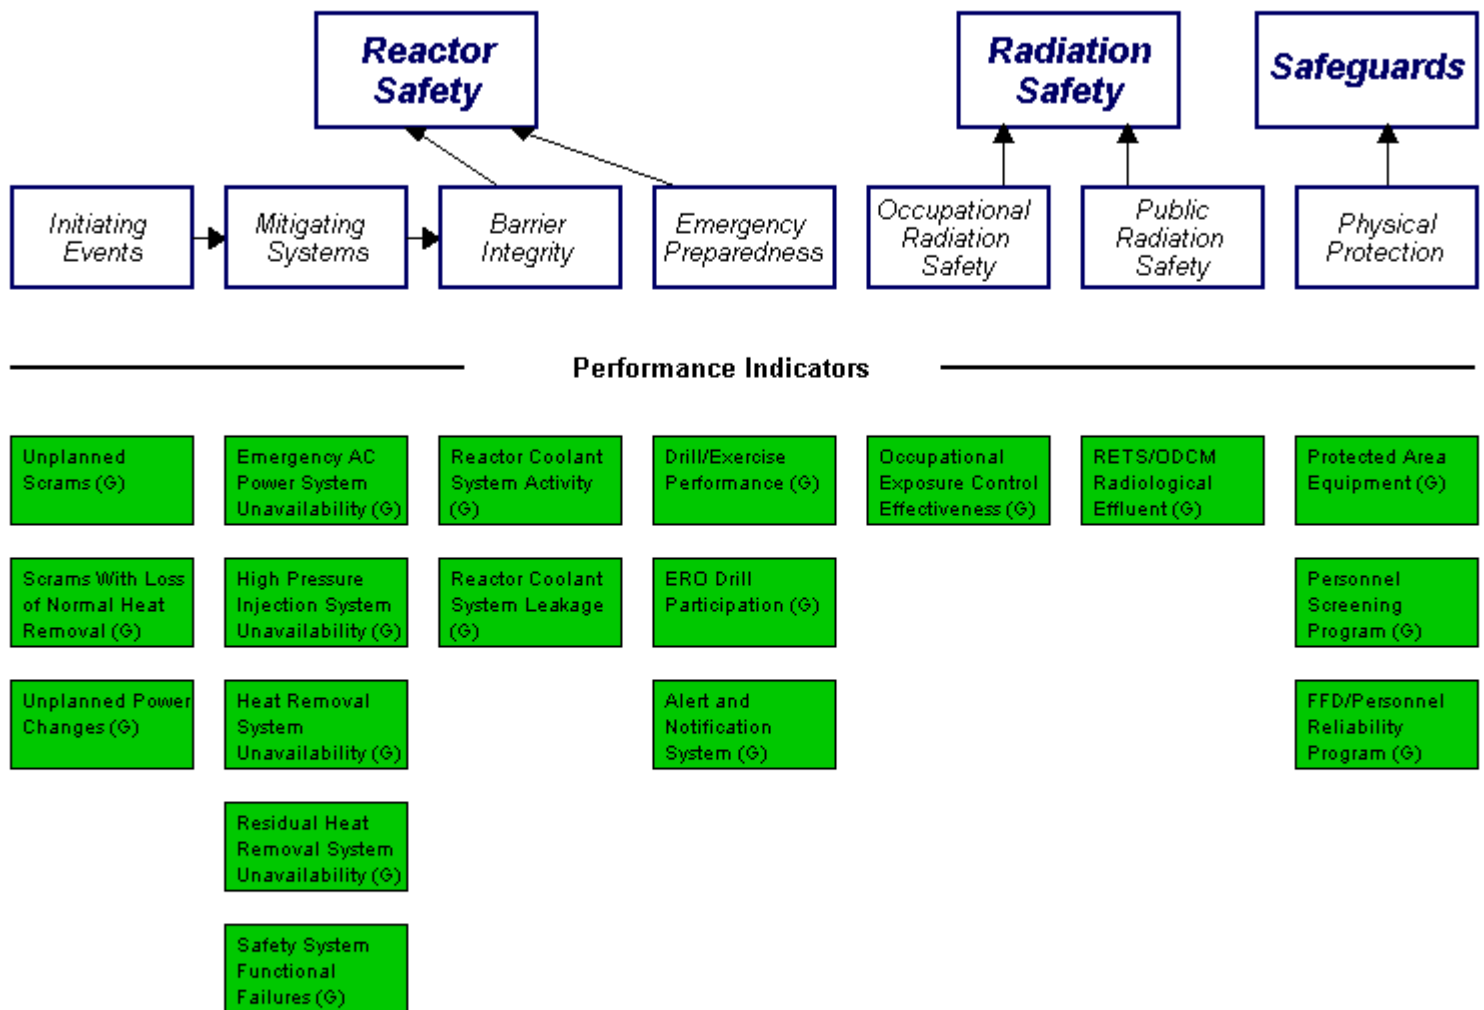 Reactor
Safety
Radiation
Safety
Safeguards
Initiating
Events
Mitigating
Systems
Barrier
Integrity
Emergency
Preparedness
Occupational
Radiation
Safety
Public
Radiation
Safety
Physical
Protection
Performance Indicators
Unplanned
Scrams (G)
Emergency AC
Power System
Unavailability (G)
Reactor Coolant
System Activity
(G)
Drill/Exercise
Performance (G)
Occupational
Exposure Control
Effectiveness (G)
RETS/ODCM
Radiological
Effluent (G)
Protected Area
Equipment (G)
Scrams With Loss
of Normal Heat
Removal (G)
High Pressure
Injection System
Unavailability (G)
Reactor Coolant
System Leakage
(G)
ERO Drill
Participation (G)
Personnel
Screening
Program (G)
Unplanned Power
Changes (G)
Heat Removal
System
Unavailability (G)
Alert and
Notification
System (G)
FFD/Personnel
Reliability
Program (G)
Residual Heat
Removal System
Unavailability (G)
Safety System
Functional
Failures (G)